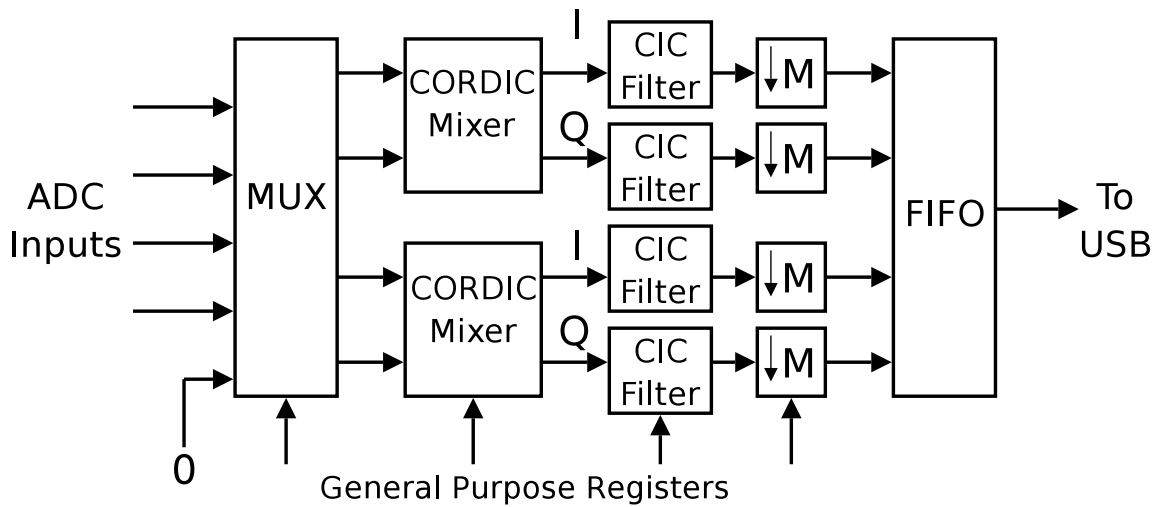 ADC
Inputs
0
MUX
CORDIC
Mixer
I
Q
CIC
Filter
CIC
Filter
↓M
↓M
CORDIC
Mixer
I
Q
CIC
Filter
CIC
Filter
↓M
↓M
FIFO
To
USB
General Purpose Registers